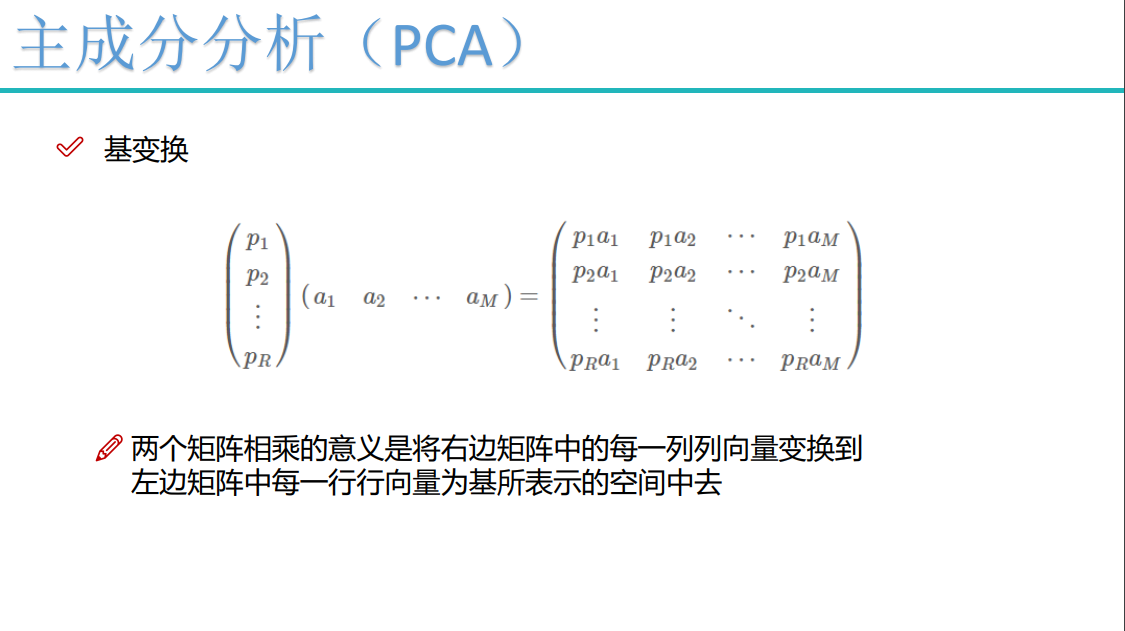 主成分分析（PCA）
基变换
$$\begin{pmatrix} p_1 \\ p_2 \\ \vdots \\ p_R \end{pmatrix} \begin{pmatrix} a_1 & a_2 & \cdots & a_M \end{pmatrix} = \begin{pmatrix} p_1a_1 & p_1a_2 & \cdots & p_1a_M \\ p_2a_1 & p_2a_2 & \cdots & p_2a_M \\ \vdots & \vdots & \ddots & \vdots \\ p_Ra_1 & p_Ra_2 & \cdots & p_Ra_M \end{pmatrix}$$
两个矩阵相乘的意义是将右边矩阵中的每一列列向量变换到
左边矩阵中每一行行向量为基所表示的空间中去